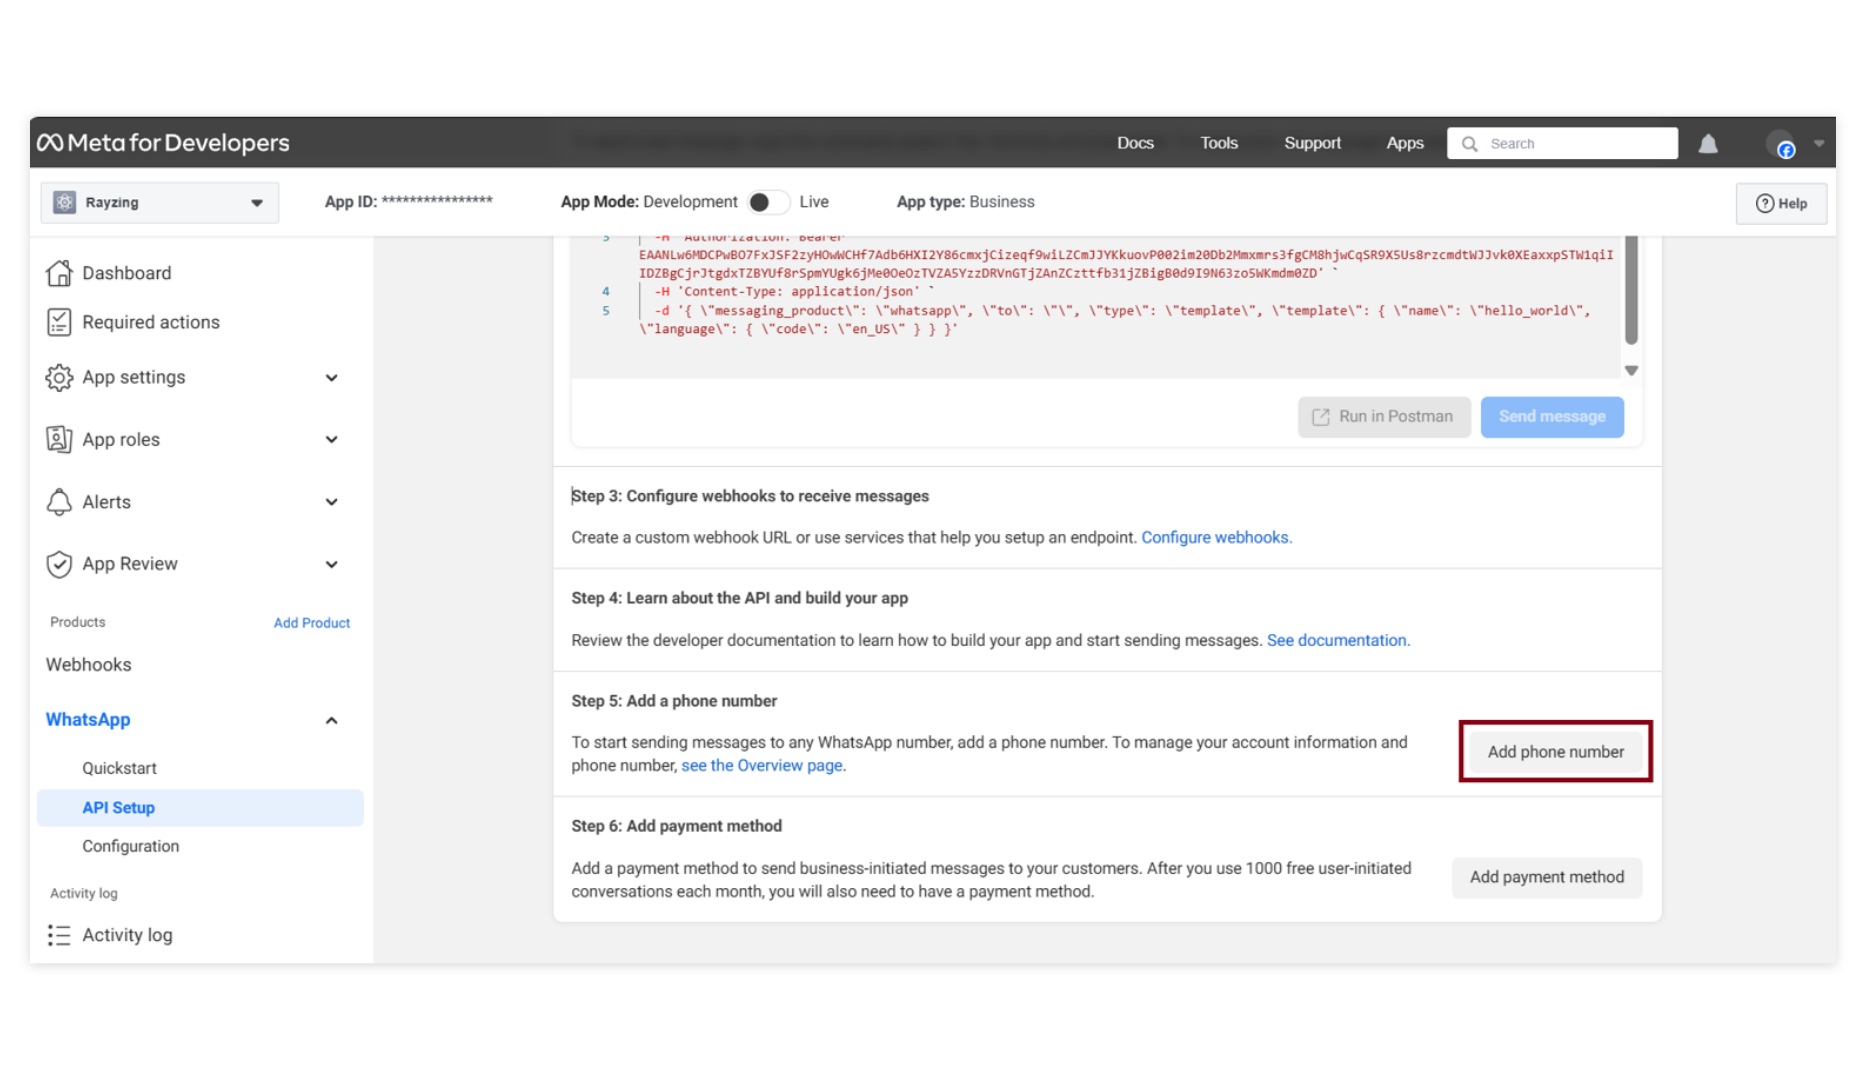 Meta for Developers
Docs Tools Support Apps Search
Rayzing App ID: **************** App Mode: Development Live App type: Business Help
Dashboard
Required actions
App settings
App roles
Alerts
App Review
Products Add Product
Webhooks
WhatsApp
Quickstart
API Setup
Configuration
Activity log
Activity log
3 -H 'Authorization: Bearer
4 -H 'Content-Type: application/json' `
5 -d '{ \"messaging_product\": \"whatsapp\", \"to\": \"\", \"type\": \"template\", \"template\": { \"name\": \"hello_world\",
\"language\": { \"code\": \"en_US\" } } }'
Run in Postman Send message
Step 3: Configure webhooks to receive messages
Create a custom webhook URL or use services that help you setup an endpoint. Configure webhooks.
Step 4: Learn about the API and build your app
Review the developer documentation to learn how to build your app and start sending messages. See documentation.
Step 5: Add a phone number
To start sending messages to any WhatsApp number, add a phone number. To manage your account information and
phone number, see the Overview page.
Add phone number
Step 6: Add payment method
Add a payment method to send business-initiated messages to your customers. After you use 1000 free user-initiated
conversations each month, you will also need to have a payment method.
Add payment method